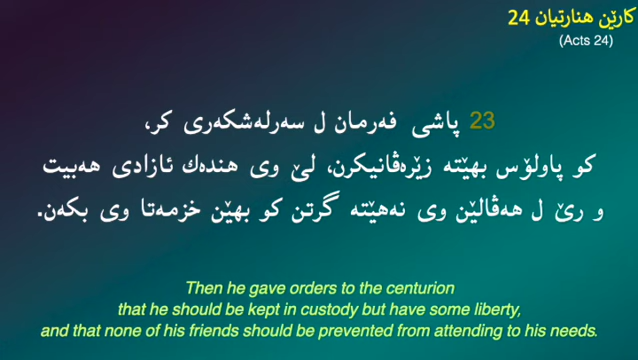 کارێن هنارتیان 24
(Acts 24)
23 پاشی فەرمان ل سەرلەشکەری کر،
کو پاولۆس بهێتە زێرەڤانیکرن، لێ وی هندەك ئازادی هەبیت
و رێ ل هەڤالێن وی نەهێتە گرتن کو بهێن خزمەتا وی بکەن.
Then he gave orders to the centurion
that he should be kept in custody but have some liberty,
and that none of his friends should be prevented from attending to his needs.